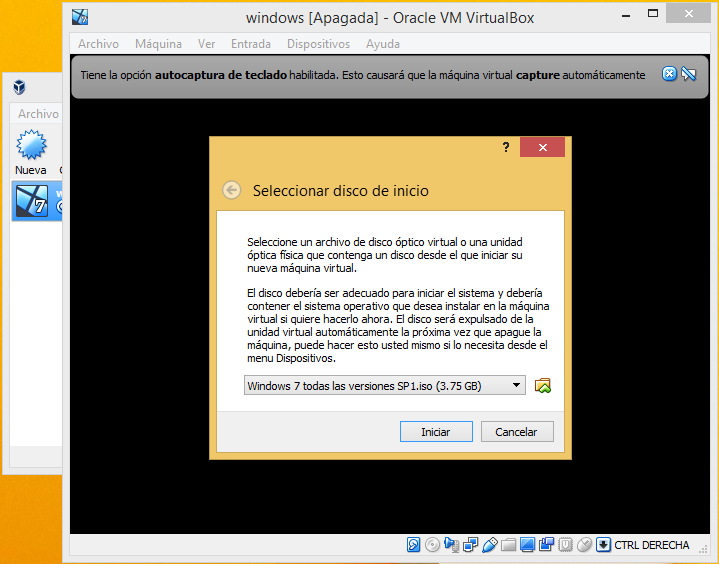 windows [Apagada] - Oracle VM VirtualBox
Archivo Máquina Ver Entrada Dispositivos Ayuda
Tiene la opción autocaptura de teclado habilitada. Esto causará que la máquina virtual capture automáticamente
Archivo
Nueva
7
Seleccionar disco de inicio
Seleccione un archivo de disco óptico virtual o una unidad
óptica física que contenga un disco desde el que iniciar su
nueva máquina virtual.
El disco debería ser adecuado para iniciar el sistema y debería
contener el sistema operativo que desea instalar en la máquina
virtual si quiere hacerlo ahora. El disco será expulsado de la
unidad virtual automáticamente la próxima vez que apague la
máquina, puede hacer esto usted mismo si lo necesita desde el
menu Dispositivos.
Windows 7 todas las versiones SP1.iso (3.75 GB)
Iniciar Cancelar
CTRL DERECHA